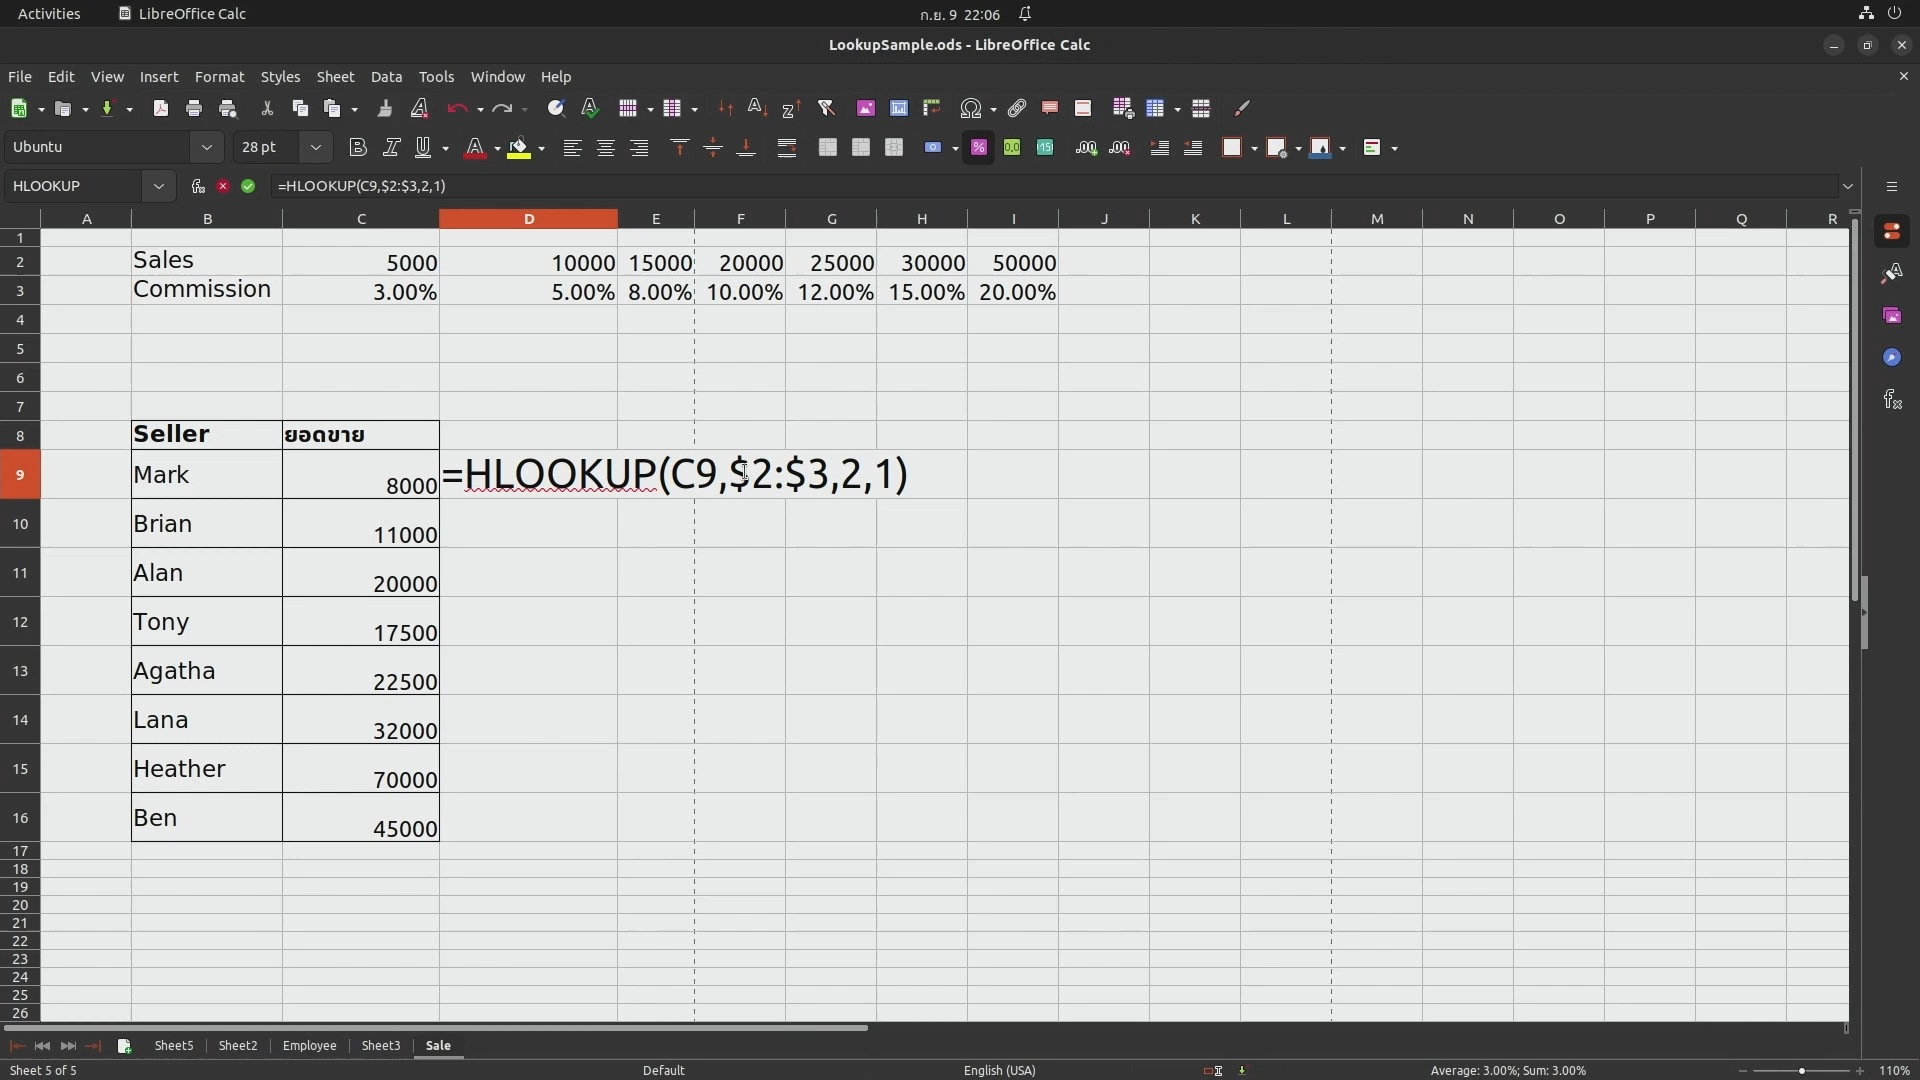 Activities LibreOffice Calc ก.ย. 9 22:06
LookupSample.ods - LibreOffice Calc
File Edit View Insert Format Styles Sheet Data Tools Window Help
Ubuntu 28 pt
HLOOKUP =HLOOKUP(C9,$2:$3,2,1)
A B C D E F G H I J K L M N O P Q R
1
2 Sales 5000 10000 15000 20000 25000 30000 50000
3 Commission 3.00% 5.00% 8.00% 10.00% 12.00% 15.00% 20.00%
4
5
6
7
8 Seller ยอดขาย
9 Mark 8000 =HLOOKUP(C9,$2:$3,2,1)
10 Brian 11000
11 Alan 20000
12 Tony 17500
13 Agatha 22500
14 Lana 32000
15 Heather 70000
16 Ben 45000
17
18
19
20
21
22
23
24
25
26
Sheet5 Sheet2 Employee Sheet3 Sale
Sheet 5 of 5 Default English (USA) Average: 3.00%; Sum: 3.00% 110%